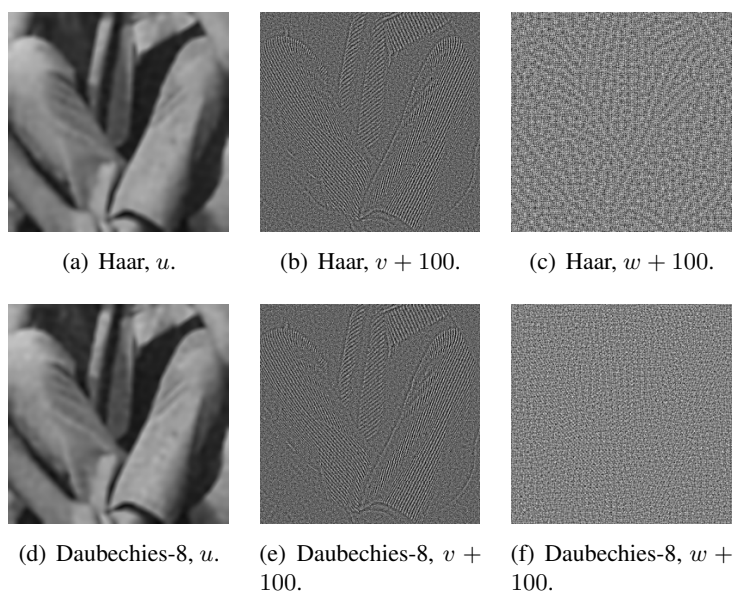 (a) Haar, u.
(b) Haar, v + 100.
(c) Haar, w + 100.
(d) Daubechies-8, u.
(e) Daubechies-8, v +
100.
(f) Daubechies-8, w +
100.